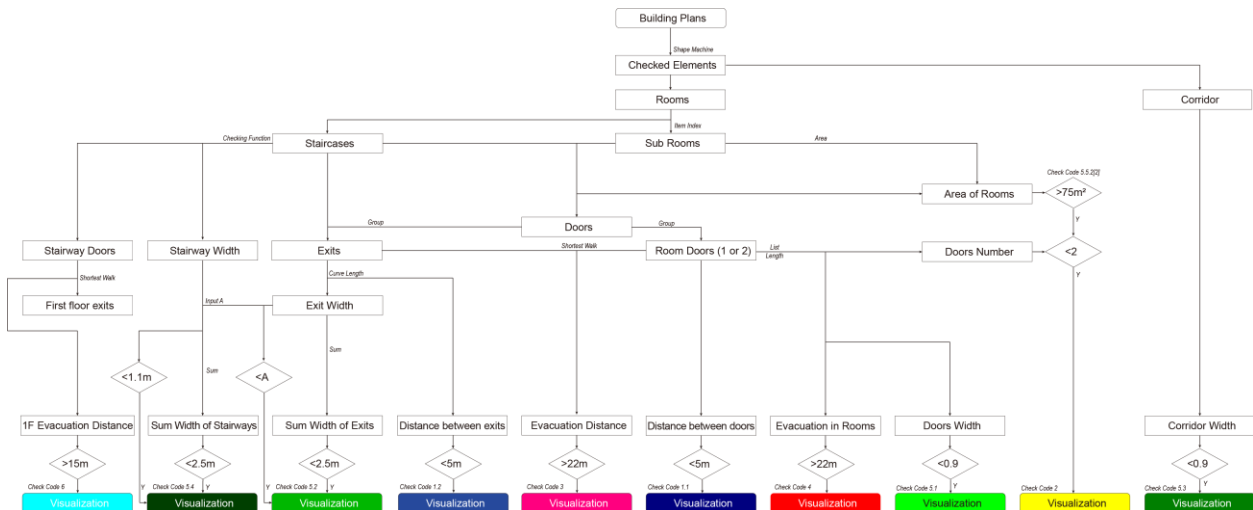 Building Plans
Shape Machine
Checked Elements
Rooms
Corridor
Item Index
Checking Function
Staircases
Sub Rooms
Area
Check Code 5.5.2[2]
Area of Rooms
>75m²
Y
Group
Doors
Group
Stairway Doors
Stairway Width
Exits
Shortest Walk
Room Doors (1 or 2)
List
Length
Doors Number
<2
Y
Shortest Walk
Curve Length
First floor exits
Input A
Exit Width
Sum
<1.1m
Sum
<A
1F Evacuation Distance
Sum Width of Stairways
Sum Width of Exits
Distance between exits
Evacuation Distance
Distance between doors
Evacuation in Rooms
Doors Width
Corridor Width
>15m
<2.5m
<2.5m
<5m
>22m
<5m
>22m
<0.9
<0.9
Check Code 6
Y
Y
Check Code 5.4
Y
Y
Check Code 5.2
Y
Check Code 1.2
Y
Check Code 3
Y
Check Code 1.1
Y
Check Code 4
Y
Check Code 5.1
Y
Check Code 2
Check Code 5.3
Y
Visualization
Visualization
Visualization
Visualization
Visualization
Visualization
Visualization
Visualization
Visualization
Visualization